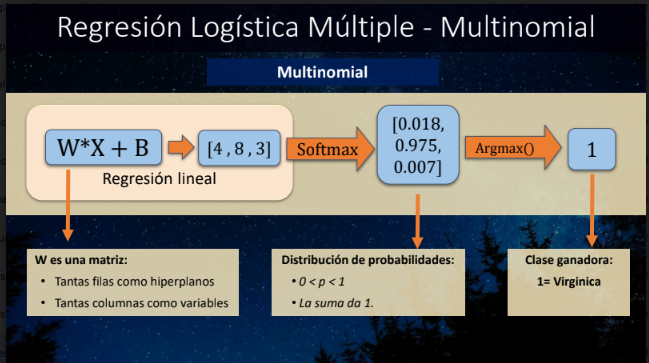 Regresión Logística Múltiple - Multinomial
Multinomial
W*X + B
[4 , 8 , 3]
Regresión lineal
Softmax
[0.018,
0.975,
0.007]
Argmax()
1
W es una matriz:
• Tantas filas como hiperplanos
• Tantas columnas como variables
Distribución de probabilidades:
• 0 < p < 1
• La suma da 1.
Clase ganadora:
1= Virginica